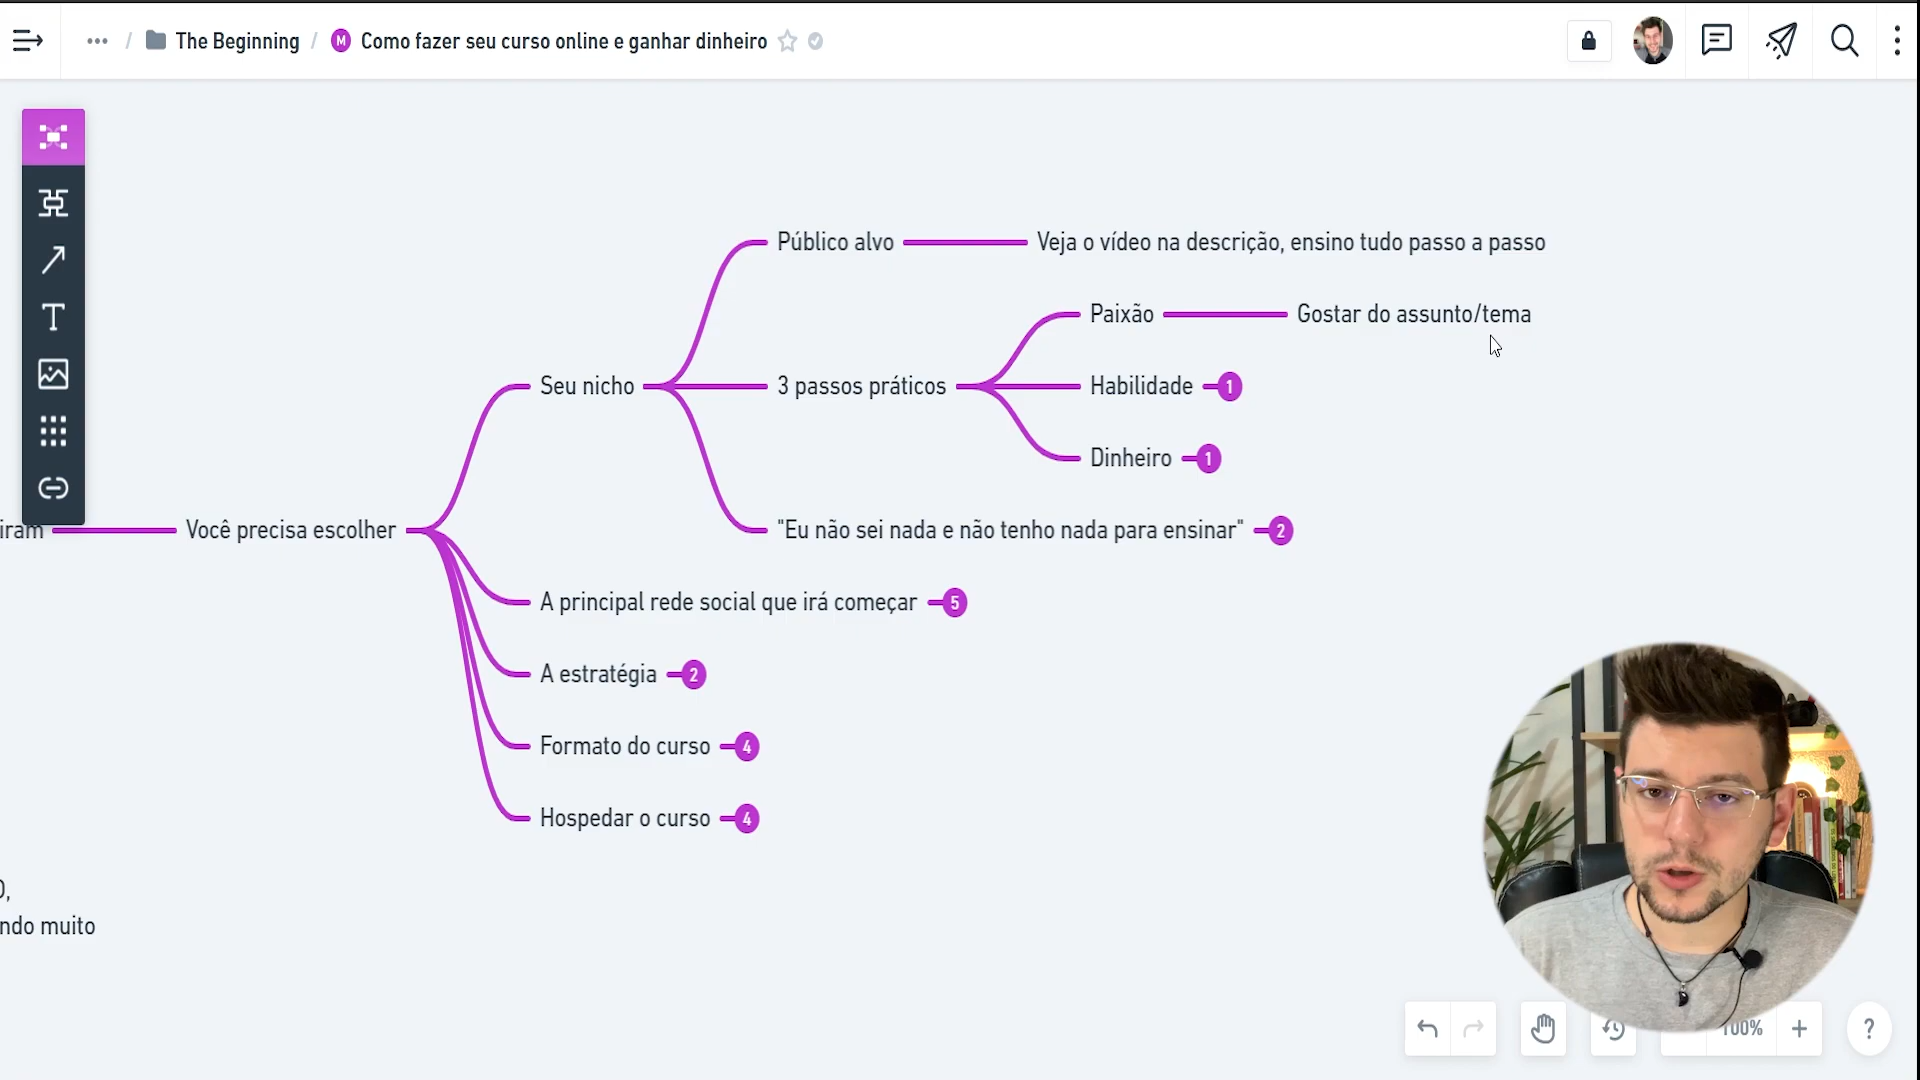 The Beginning / M Como fazer seu curso online e ganhar dinheiro
Público alvo
Veja o vídeo na descrição, ensino tudo passo a passo
Paixão
Gostar do assunto/tema
Seu nicho
3 passos práticos
Habilidade 1
Dinheiro 1
iram
Você precisa escolher
"Eu não sei nada e não tenho nada para ensinar" 2
A principal rede social que irá começar 5
A estratégia 2
Formato do curso 4
Hospedar o curso 4
O,
ndo muito
100%
?